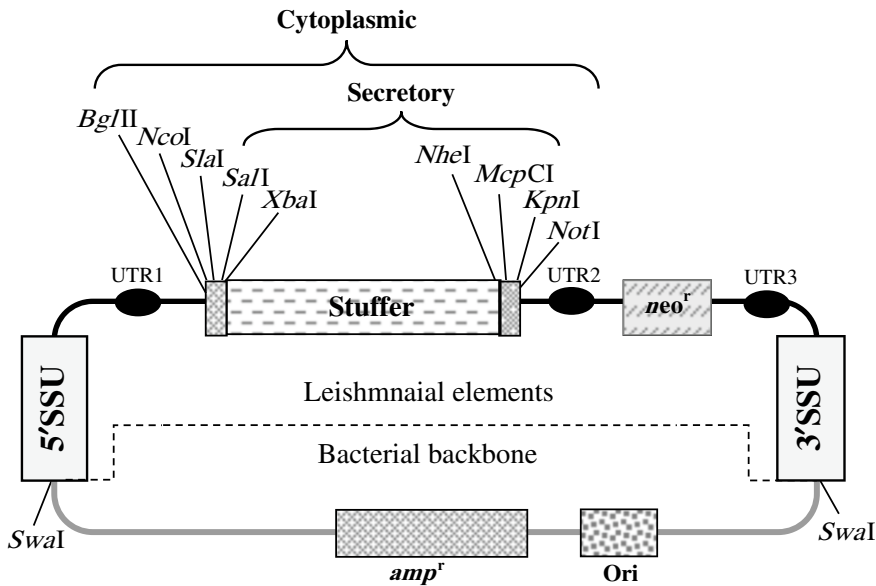 Cytoplasmic
Secretory
BglII
NcoI
SlaI
SalI
XbaI
NheI
McpCI
KpnI
NotI
UTR1
UTR2
UTR3
Stuffer
neoʳ
5′SSU
3′SSU
Leishmnaial elements
Bacterial backbone
SwaI
SwaI
ampʳ
Ori